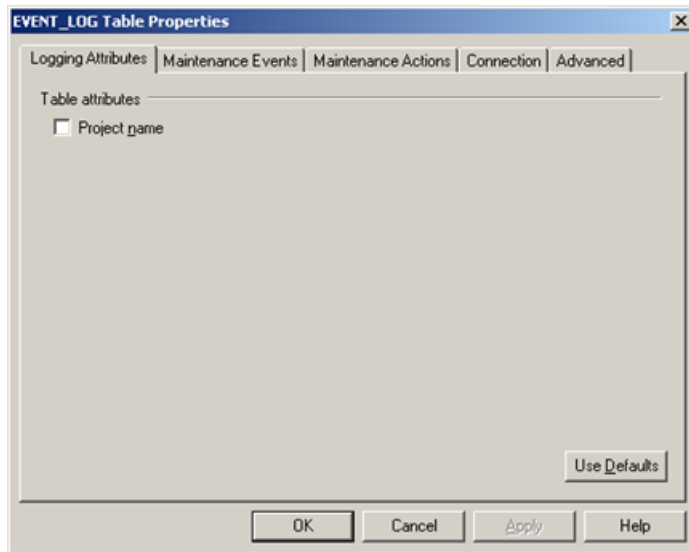 EVENT_LOG Table Properties
Logging Attributes Maintenance Events Maintenance Actions Connection Advanced
Table attributes
Project name
Use Defaults
OK Cancel Apply Help